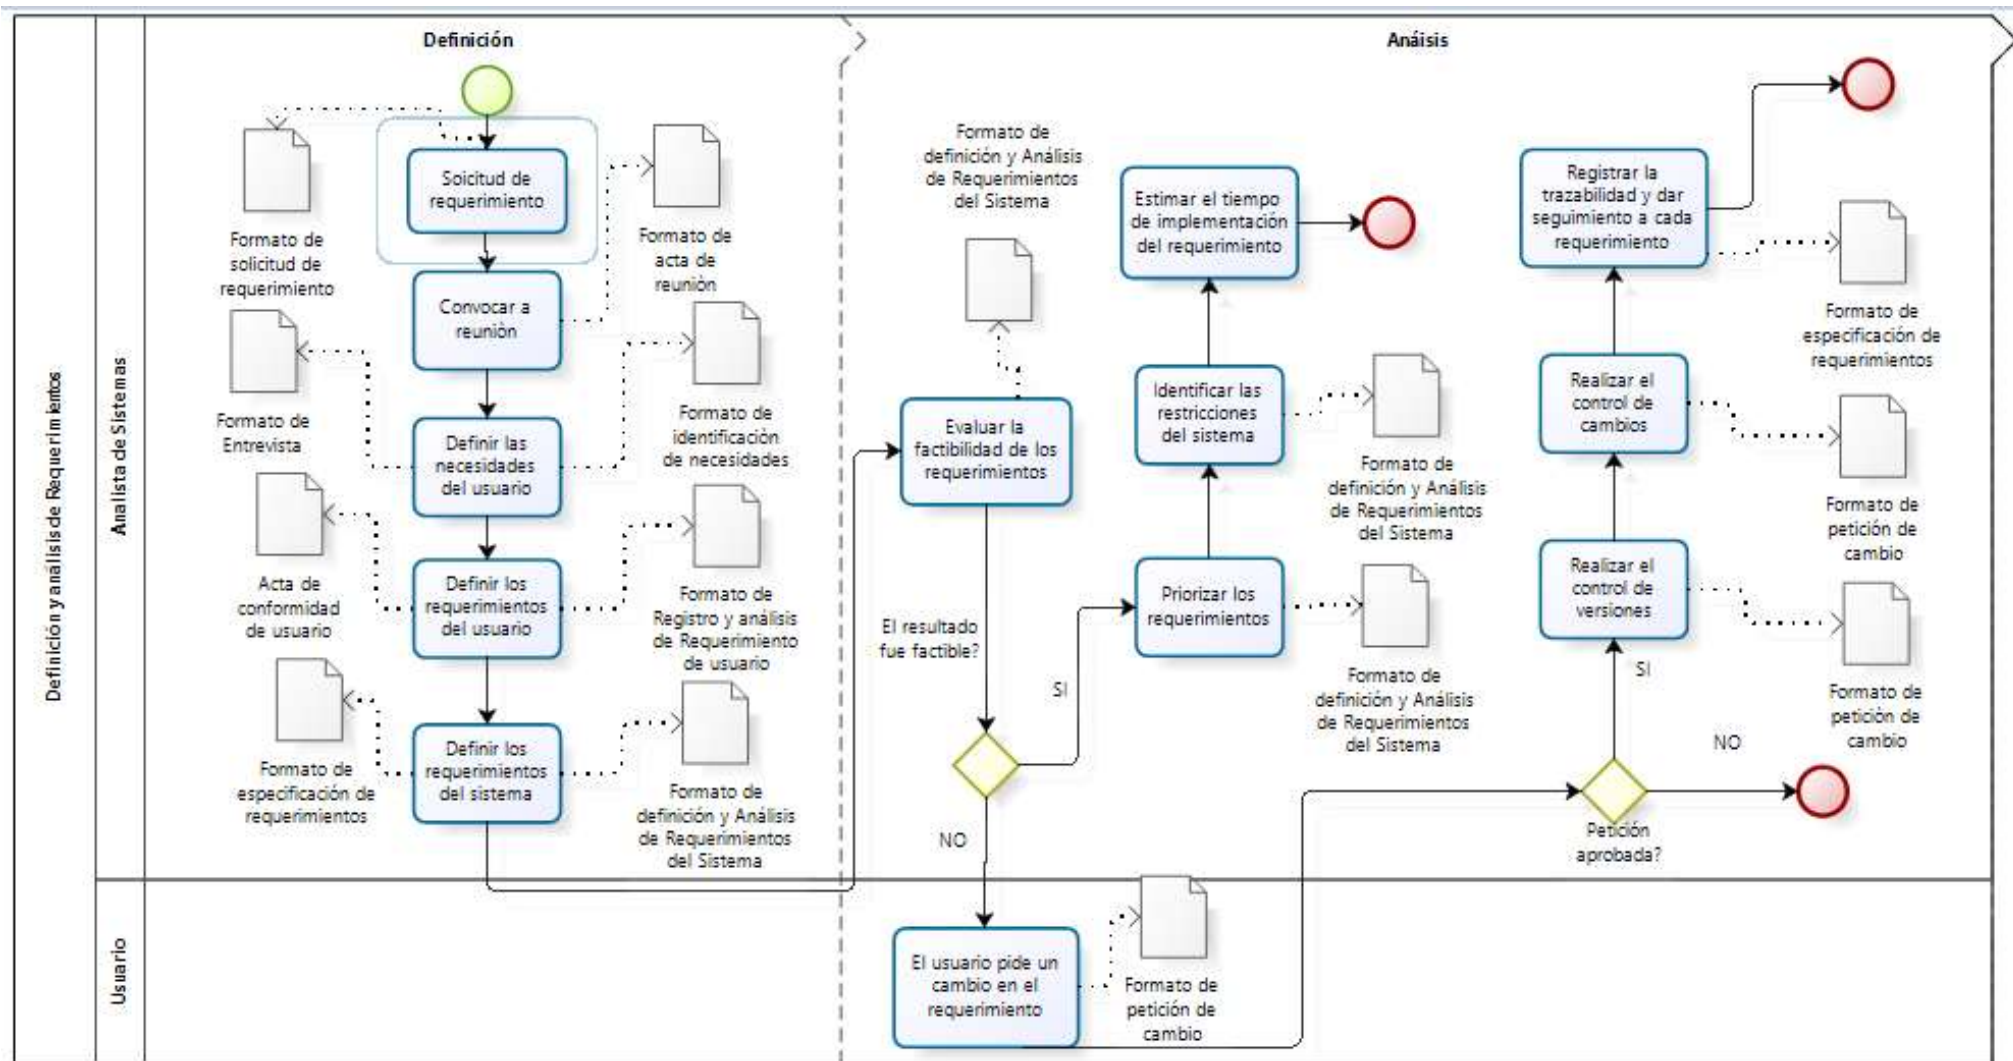 Definición y análisis de Requerimientos
Analista de Sistemas
Usuario
Definición
Soicitud de
requerimiento
Formato de
solicitud de
requerimiento
Formato de
acta de
reuniòn
Convocar a
reuniòn
Formato de
Entrevista
Formato de
identificaciòn
de necesidades
Definir las
necesidades
del usuario
Acta de
conformidad
de usuario
Definir los
requerimientos
del usuario
Formato de
Registro y anàlisis
de Requerimiento
de usuario
Formato de
especificación de
requerimientos
Definir los
requerimientos
del sistema
Formato de
definición y Análisis
de Requerimientos
del Sistema
Anáisis
Formato de
definición y Análisis
de Requerimientos
del Sistema
Evaluar la
factibilidad de los
requerimientos
El resultado
fue factible?
SI
NO
Estimar el tiempo
de implementación
del requerimiento
Identificar las
restricciones
del sistema
Formato de
definición y Análisis
de Requerimientos
del Sistema
Priorizar los
requerimientos
Formato de
definición y Análisis
de Requerimientos
del Sistema
Registrar la
trazabilidad y dar
seguimiento a cada
requerimiento
Formato de
especificación de
requerimientos
Realizar el
control de
cambios
Formato de
petición de
cambio
Realizar el
control de
versiones
Formato de
petición de
cambio
SI
NO
Petición
aprobada?
El usuario pide un
cambio en el
requerimiento
Formato de
petición de
cambio